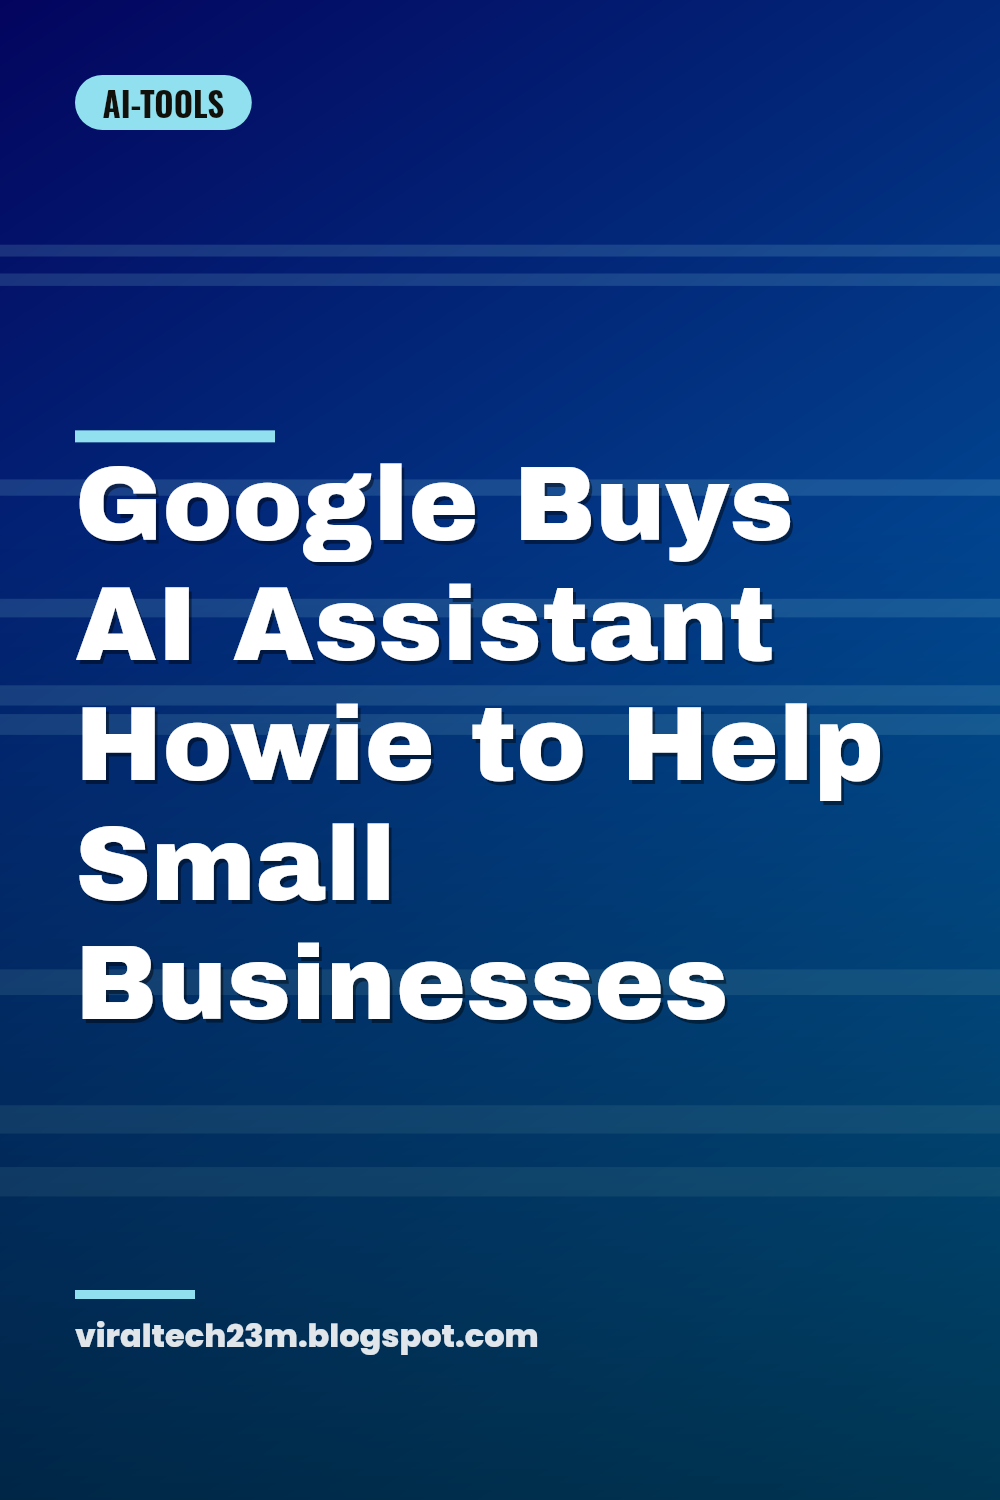 AI-TOOLS
Google Buys
AI Assistant
Howie to Help
Small
Businesses
viraltech23m.blogspot.com